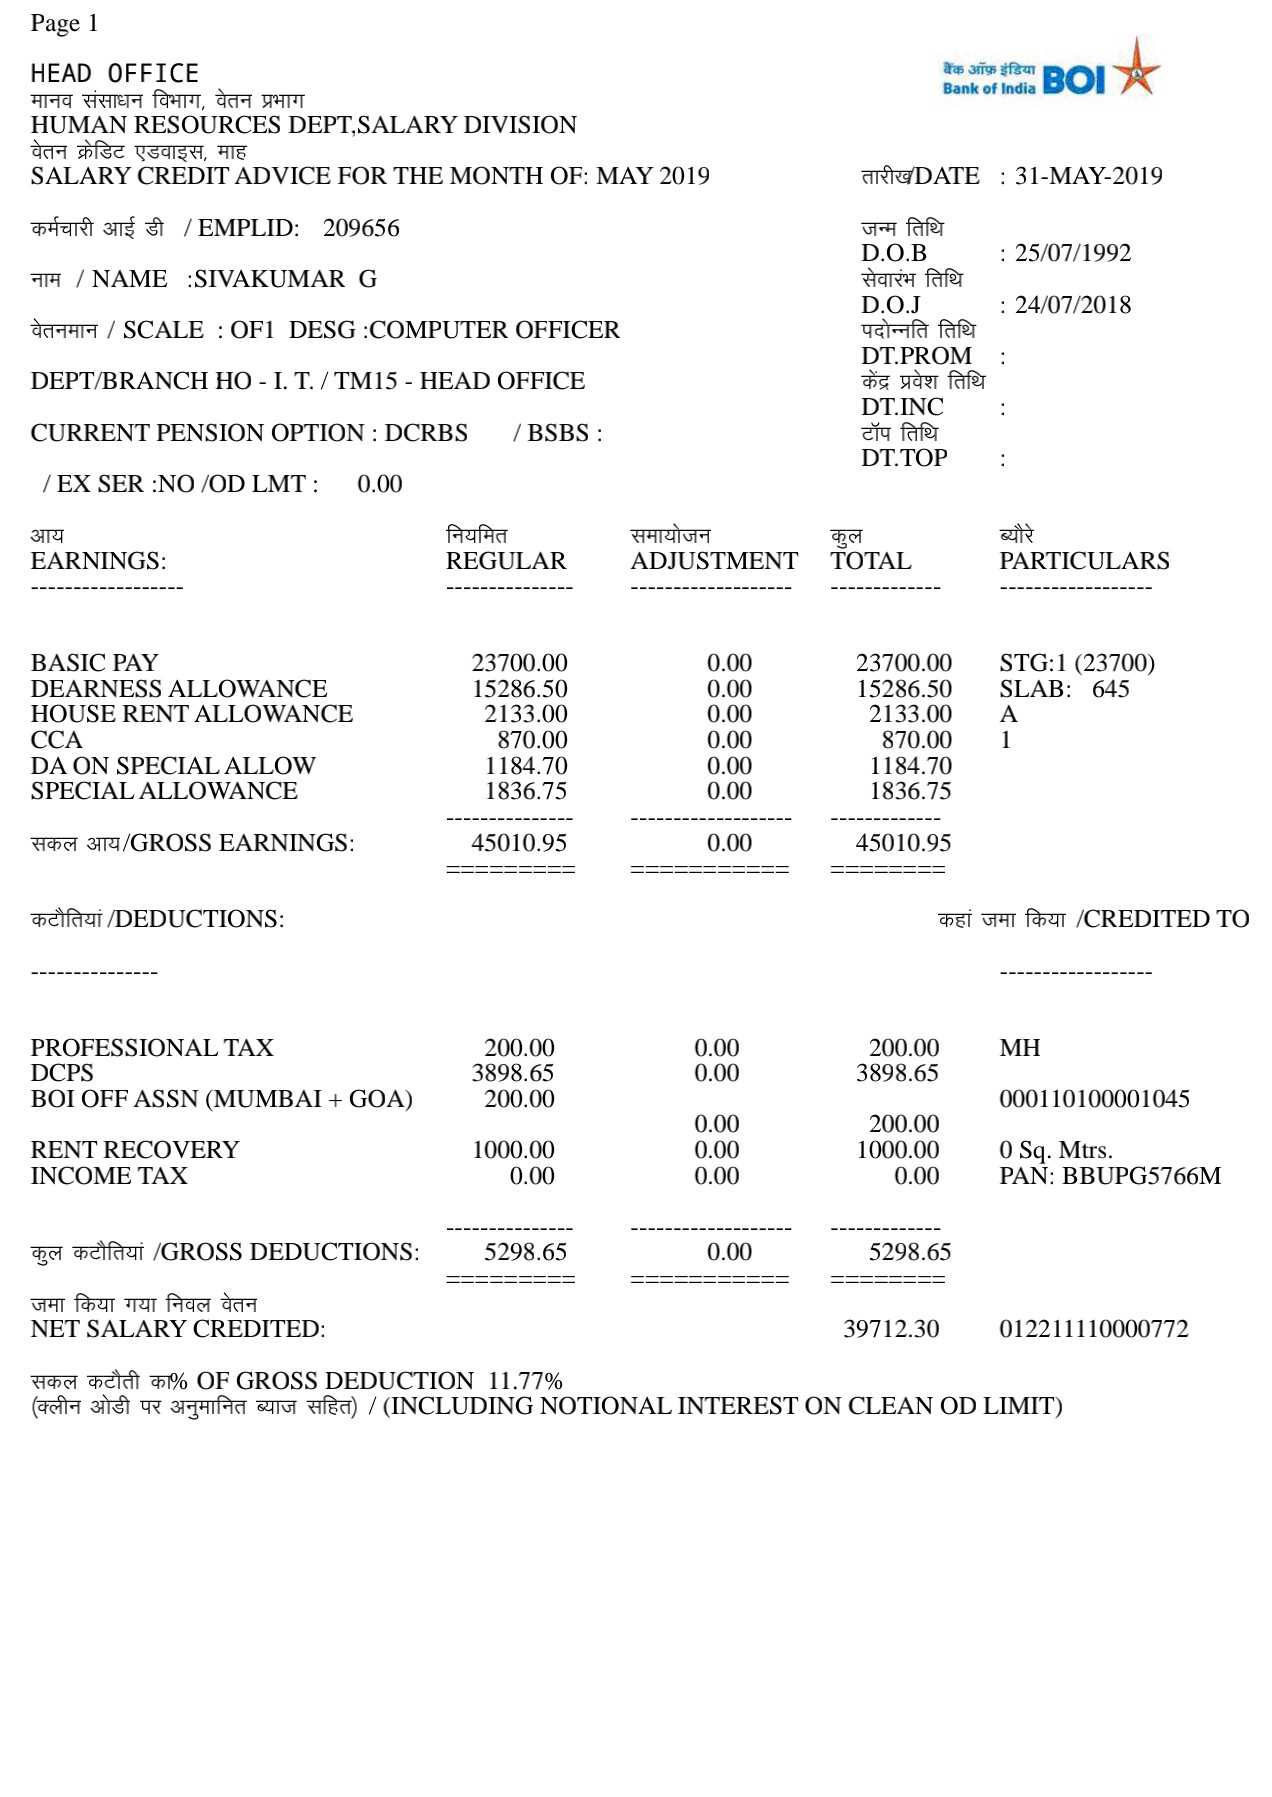 Page 1
HEAD OFFICE
बैंक ऑफ़ इंडिया
Bank of India BOI
मानव संसाधन विभाग, वेतन प्रभाग
HUMAN RESOURCES DEPT,SALARY DIVISION
वेतन क्रेडिट एडवाइस, माह
SALARY CREDIT ADVICE FOR THE MONTH OF: MAY 2019 तारीख/DATE : 31-MAY-2019
कर्मचारी आई डी / EMPLID: 209656 जन्म तिथि
D.O.B : 25/07/1992
नाम / NAME :SIVAKUMAR G सेवारंभ तिथि
D.O.J : 24/07/2018
वेतनमान / SCALE : OF1 DESG :COMPUTER OFFICER पदोन्नति तिथि
DT.PROM :
DEPT/BRANCH HO - I. T. / TM15 - HEAD OFFICE केंद्र प्रवेश तिथि
DT.INC :
CURRENT PENSION OPTION : DCRBS / BSBS : टॉप तिथि
DT.TOP :
/ EX SER :NO /OD LMT : 0.00
आय नियमित समायोजन कुल ब्यौरे
EARNINGS: REGULAR ADJUSTMENT TOTAL PARTICULARS
------------------ --------------- ------------------- ------------- ------------------
BASIC PAY 23700.00 0.00 23700.00 STG:1 (23700)
DEARNESS ALLOWANCE 15286.50 0.00 15286.50 SLAB: 645
HOUSE RENT ALLOWANCE 2133.00 0.00 2133.00 A
CCA 870.00 0.00 870.00 1
DA ON SPECIAL ALLOW 1184.70 0.00 1184.70
SPECIAL ALLOWANCE 1836.75 0.00 1836.75
--------------- ------------------- -------------
सकल आय/GROSS EARNINGS: 45010.95 0.00 45010.95
========= =========== ========
कटौतियां /DEDUCTIONS: कहां जमा किया /CREDITED TO
--------------- ------------------
PROFESSIONAL TAX 200.00 0.00 200.00 MH
DCPS 3898.65 0.00 3898.65
BOI OFF ASSN (MUMBAI + GOA) 200.00 000110100001045
0.00 200.00
RENT RECOVERY 1000.00 0.00 1000.00 0 Sq. Mtrs.
INCOME TAX 0.00 0.00 0.00 PAN: BBUPG5766M
--------------- ------------------- -------------
कुल कटौतियां /GROSS DEDUCTIONS: 5298.65 0.00 5298.65
========= =========== ========
जमा किया गया निवल वेतन
NET SALARY CREDITED: 39712.30 012211110000772
सकल कटौती का% OF GROSS DEDUCTION 11.77%
(क्लीन ओडी पर अनुमानित ब्याज सहित) / (INCLUDING NOTIONAL INTEREST ON CLEAN OD LIMIT)